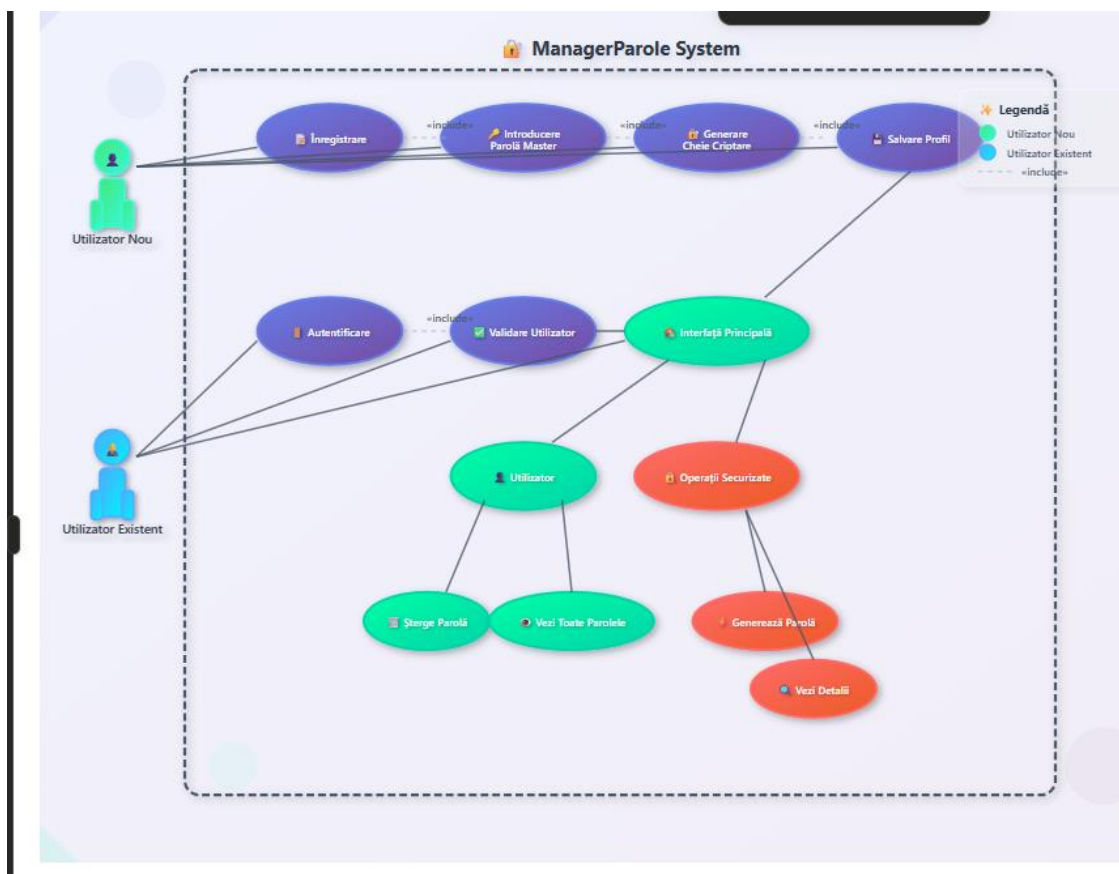 ManagerParole System
Legendă
Utilizator Nou
Utilizator Existent
«include»
Înregistrare
«include»
Introducere
Parolă Master
«include»
Generare
Cheie Criptare
«include»
Salvare Profil
Utilizator Nou
Autentificare
«include»
Validare Utilizator
Interfață Principală
Utilizator Existent
Utilizator
Operații Securizate
Șterge Parolă
Vezi Toate Parolele
Generează Parolă
Vezi Detalii